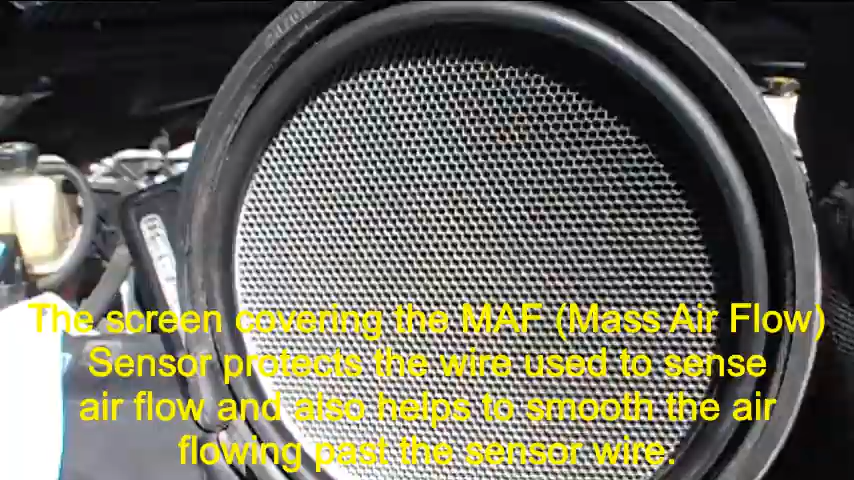 The screen covering the MAF (Mass Air Flow)
Sensor protects the wire used to sense
air flow and also helps to smooth the air
flowing past the sensor wire.